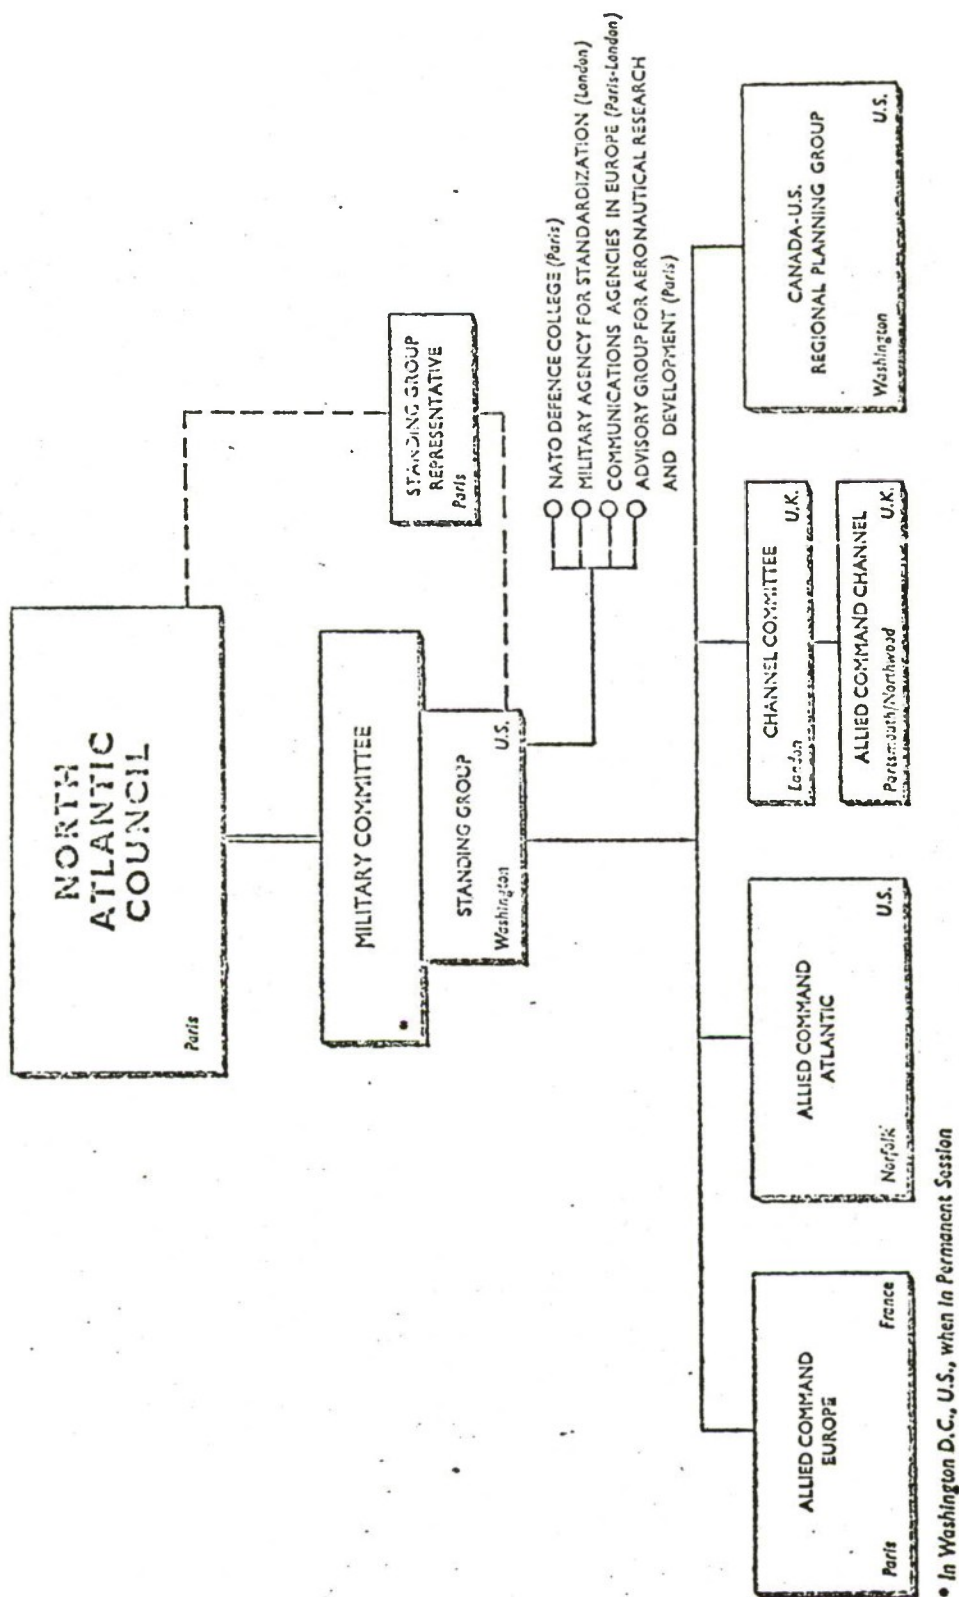 NORTH
ATLANTIC
COUNCIL
Paris
MILITARY COMMITTEE
•
STANDING GROUP
Washington U.S.
STANDING GROUP
REPRESENTATIVE
Paris
NATO DEFENCE COLLEGE (Paris)
MILITARY AGENCY FOR STANDARDIZATION (London)
COMMUNICATIONS AGENCIES IN EUROPE (Paris-London)
ADVISORY GROUP FOR AERONAUTICAL RESEARCH
AND DEVELOPMENT (Paris)
ALLIED COMMAND
EUROPE
Paris France
ALLIED COMMAND
ATLANTIC
Norfolk U.S.
CHANNEL COMMITTEE
London U.K.
ALLIED COMMAND CHANNEL
Portsmouth/Northwood U.K.
CANADA-U.S.
REGIONAL PLANNING GROUP
Washington U.S.
• In Washington D.C., U.S., when in Permanent Session